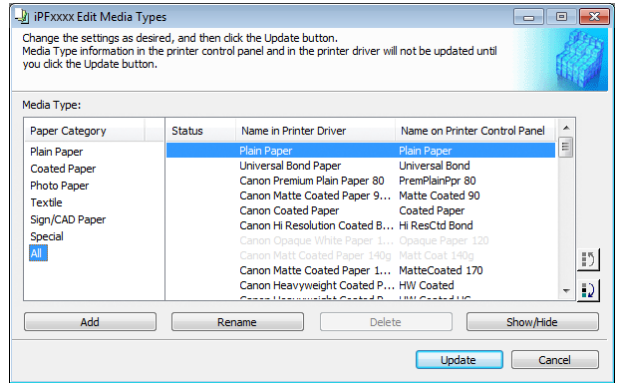 iPFxxxx Edit Media Types
Change the settings as desired, and then click the Update button.
Media Type information in the printer control panel and in the printer driver will not be updated until
you click the Update button.
Media Type:
Paper Category
Status Name in Printer Driver Name on Printer Control Panel
Plain Paper
Coated Paper
Photo Paper
Textile
Sign/CAD Paper
Special
All
Plain Paper Plain Paper
Universal Bond Paper Universal Bond
Canon Premium Plain Paper 80 PremPlainPpr 80
Canon Matte Coated Paper 9... Matte Coated 90
Canon Coated Paper Coated Paper
Canon Hi Resolution Coated B... Hi ResCtd Bond
Canon Opaque White Paper 1... Opaque Paper 120
Canon Matt Coated Paper 140g Matt Coat 140g
Canon Matte Coated Paper 1... MatteCoated 170
Canon Heavyweight Coated P... HW Coated
Add Rename Delete Show/Hide
Update Cancel